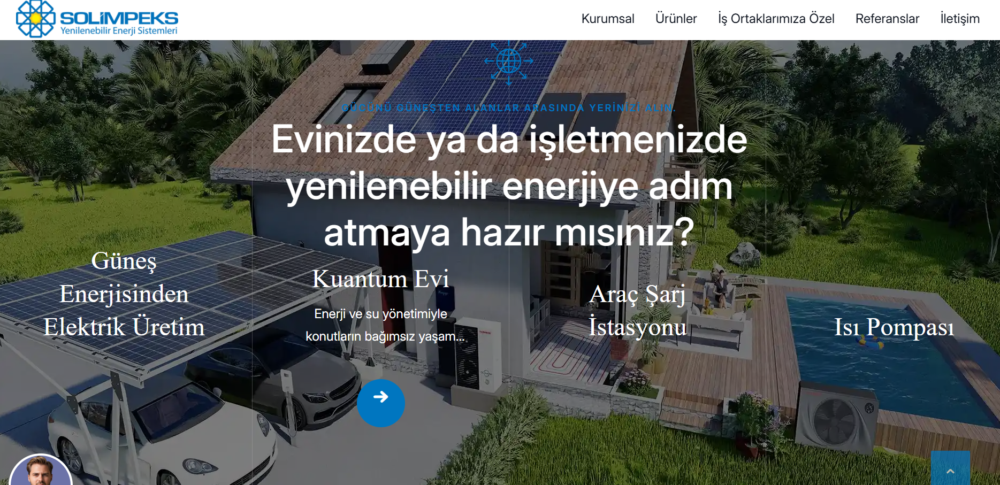 SOLİMPEKS
Yenilenebilir Enerji Sistemleri
Kurumsal
Ürünler
İş Ortaklarımıza Özel
Referanslar
İletişim
GÜCÜNÜ GÜNEŞTEN ALANLAR ARASINDA YERİNİZİ ALIN.
Evinizde ya da işletmenizde
yenilenebilir enerjiye adım
atmaya hazır mısınız?
Güneş
Enerjisinden
Elektrik Üretim
Kuantum Evi
Enerji ve su yönetimiyle
konutların bağımsız yaşam...
Araç Şarj
İstasyonu
Isı Pompası